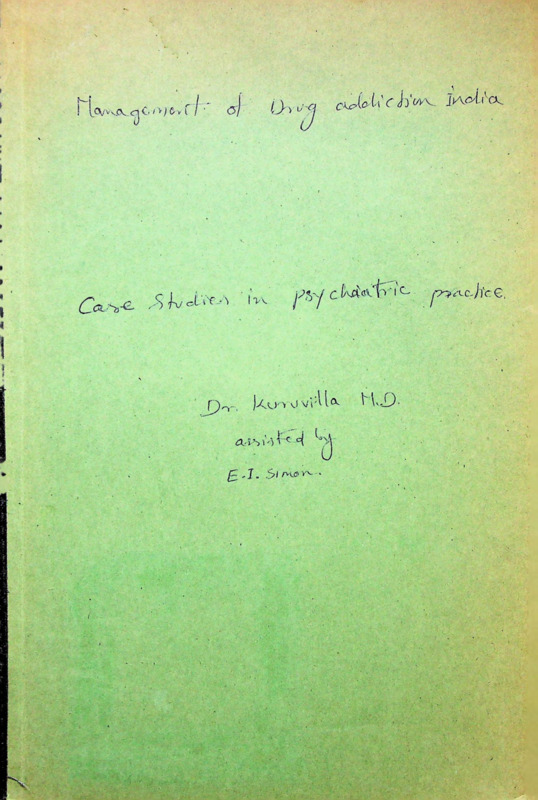 Management of Drug addiction India
Case Studies in psychiatric practice.
Dr. Kuruvilla M.D.
assisted by
E.I. Simon.